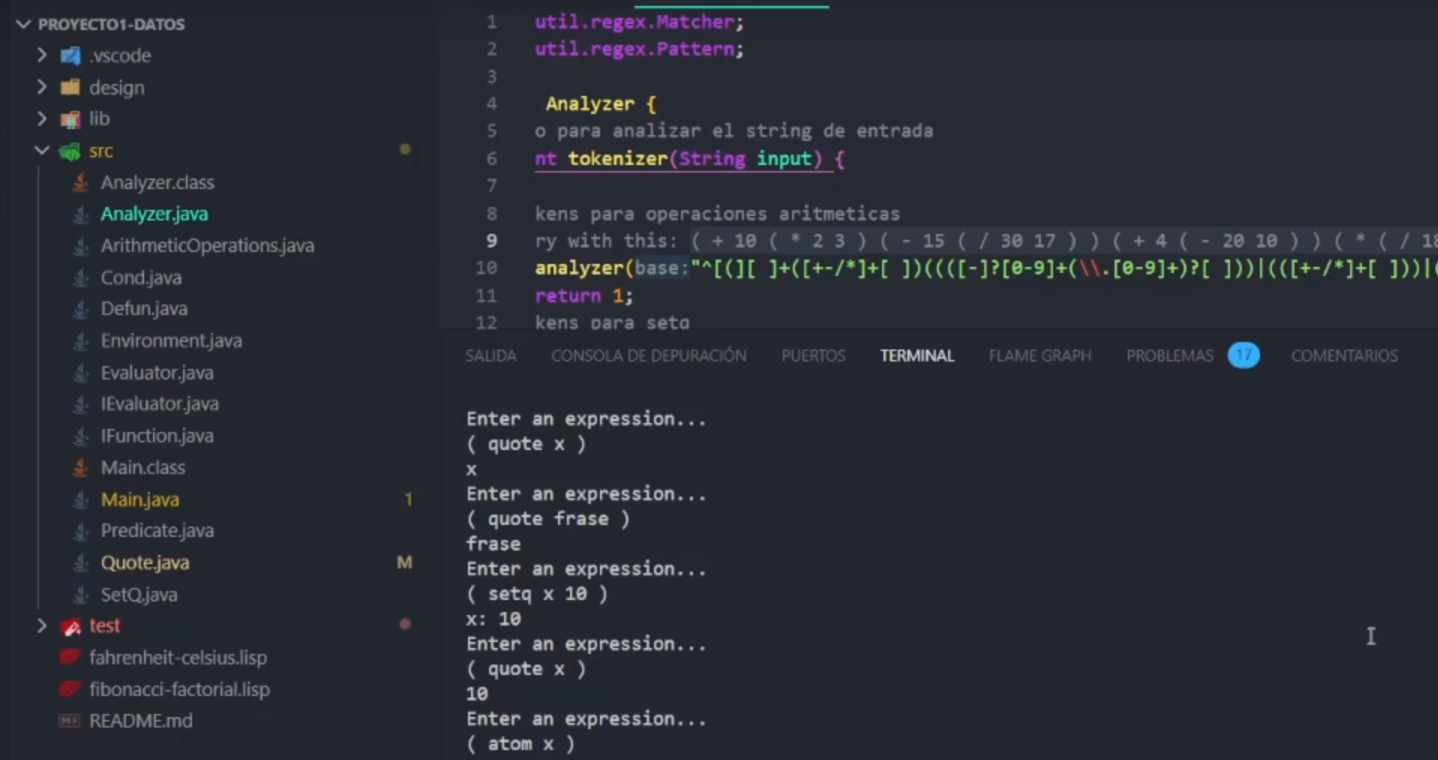 PROYECTO1-DATOS
.vscode
design
lib
src
Analyzer.class
Analyzer.java
ArithmeticOperations.java
Cond.java
Defun.java
Environment.java
Evaluator.java
IEvaluator.java
IFunction.java
Main.class
Main.java 1
Predicate.java
Quote.java M
SetQ.java
test
fahrenheit-celsius.lisp
fibonacci-factorial.lisp
README.md
1 util.regex.Matcher;
2 util.regex.Pattern;
3
4 Analyzer {
5 o para analizar el string de entrada
6 nt tokenizer(String input) {
7
8 kens para operaciones aritmeticas
9 ry with this: ( + 10 ( * 2 3 ) ( - 15 ( / 30 17 ) ) ( + 4 ( - 20 10 ) ) ( * ( / 18
10 analyzer(base:"^[(][ ]+([+-/*]+[ ])((([-]?[0-9]+(\\.[0-9]+)?[ ]))|(([+-/*]+[ ]))|(
11 return 1;
12 kens para setq
SALIDA CONSOLA DE DEPURACIÓN PUERTOS TERMINAL FLAME GRAPH PROBLEMAS 17 COMENTARIOS
Enter an expression...
( quote x )
x
Enter an expression...
( quote frase )
frase
Enter an expression...
( setq x 10 )
x: 10
Enter an expression...
( quote x )
10
Enter an expression...
( atom x )